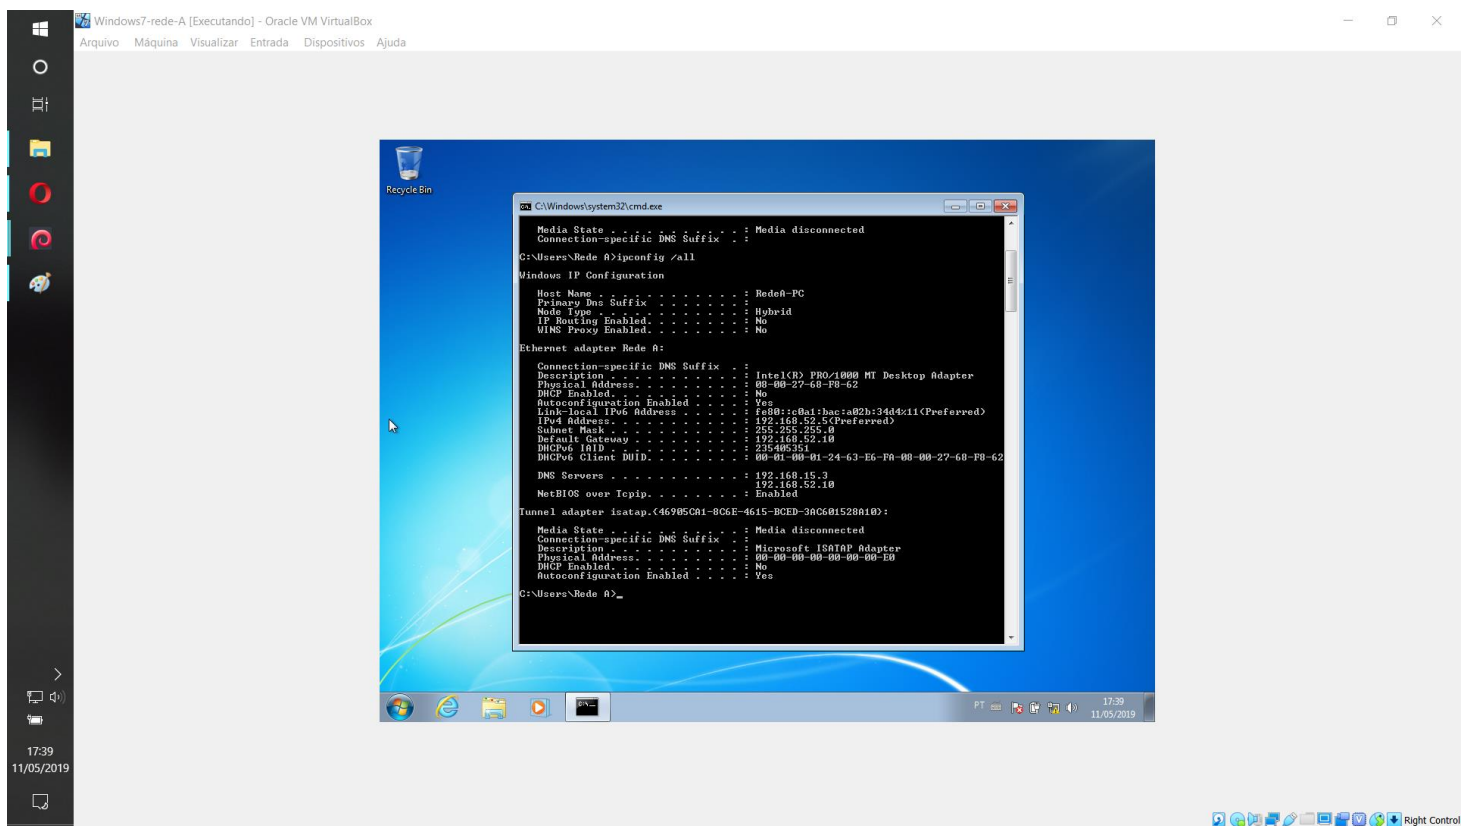 Windows7-rede-A [Executando] - Oracle VM VirtualBox
Arquivo Máquina Visualizar Entrada Dispositivos Ajuda
Recycle Bin
C:\Windows\system32\cmd.exe
Media State . . . . . . . . . . . : Media disconnected
Connection-specific DNS Suffix . :
C:\Users\Rede A>ipconfig /all
Windows IP Configuration
Host Name . . . . . . . . . . . . : RedeA-PC
Primary Dns Suffix . . . . . . . :
Node Type . . . . . . . . . . . . : Hybrid
IP Routing Enabled. . . . . . . . : No
WINS Proxy Enabled. . . . . . . . : No
Ethernet adapter Rede A:
Connection-specific DNS Suffix . :
Description . . . . . . . . . . . : Intel(R) PRO/1000 MT Desktop Adapter
Physical Address. . . . . . . . . : 08-00-27-68-F8-62
DHCP Enabled. . . . . . . . . . . : No
Autoconfiguration Enabled . . . . : Yes
Link-local IPv6 Address . . . . . : fe80::c0a1:bac:a02b:34d4%11(Preferred)
IPv4 Address. . . . . . . . . . . : 192.168.52.5(Preferred)
Subnet Mask . . . . . . . . . . . : 255.255.255.0
Default Gateway . . . . . . . . . : 192.168.52.10
DHCPv6 IAID . . . . . . . . . . . : 235405351
DHCPv6 Client DUID. . . . . . . . : 00-01-00-01-24-63-E6-FA-08-00-27-68-F8-62
DNS Servers . . . . . . . . . . . : 192.168.15.3
192.168.52.10
NetBIOS over Tcpip. . . . . . . . : Enabled
Tunnel adapter isatap.{46905CA1-8C6E-4615-BCED-3AC601528A10}:
Media State . . . . . . . . . . . : Media disconnected
Connection-specific DNS Suffix . :
Description . . . . . . . . . . . : Microsoft ISATAP Adapter
Physical Address. . . . . . . . . : 00-00-00-00-00-00-00-E0
DHCP Enabled. . . . . . . . . . . : No
Autoconfiguration Enabled . . . . : Yes
C:\Users\Rede A>_
PT
17:39
11/05/2019
17:39
11/05/2019
Right Control